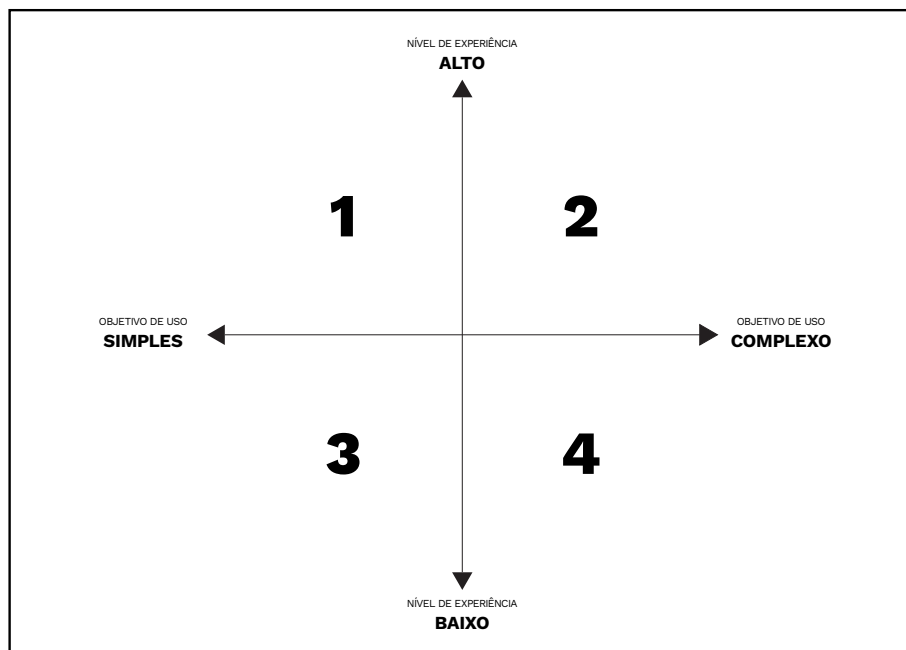 NÍVEL DE EXPERIÊNCIA
ALTO
1
2
OBJETIVO DE USO
SIMPLES
OBJETIVO DE USO
COMPLEXO
3
4
NÍVEL DE EXPERIÊNCIA
BAIXO